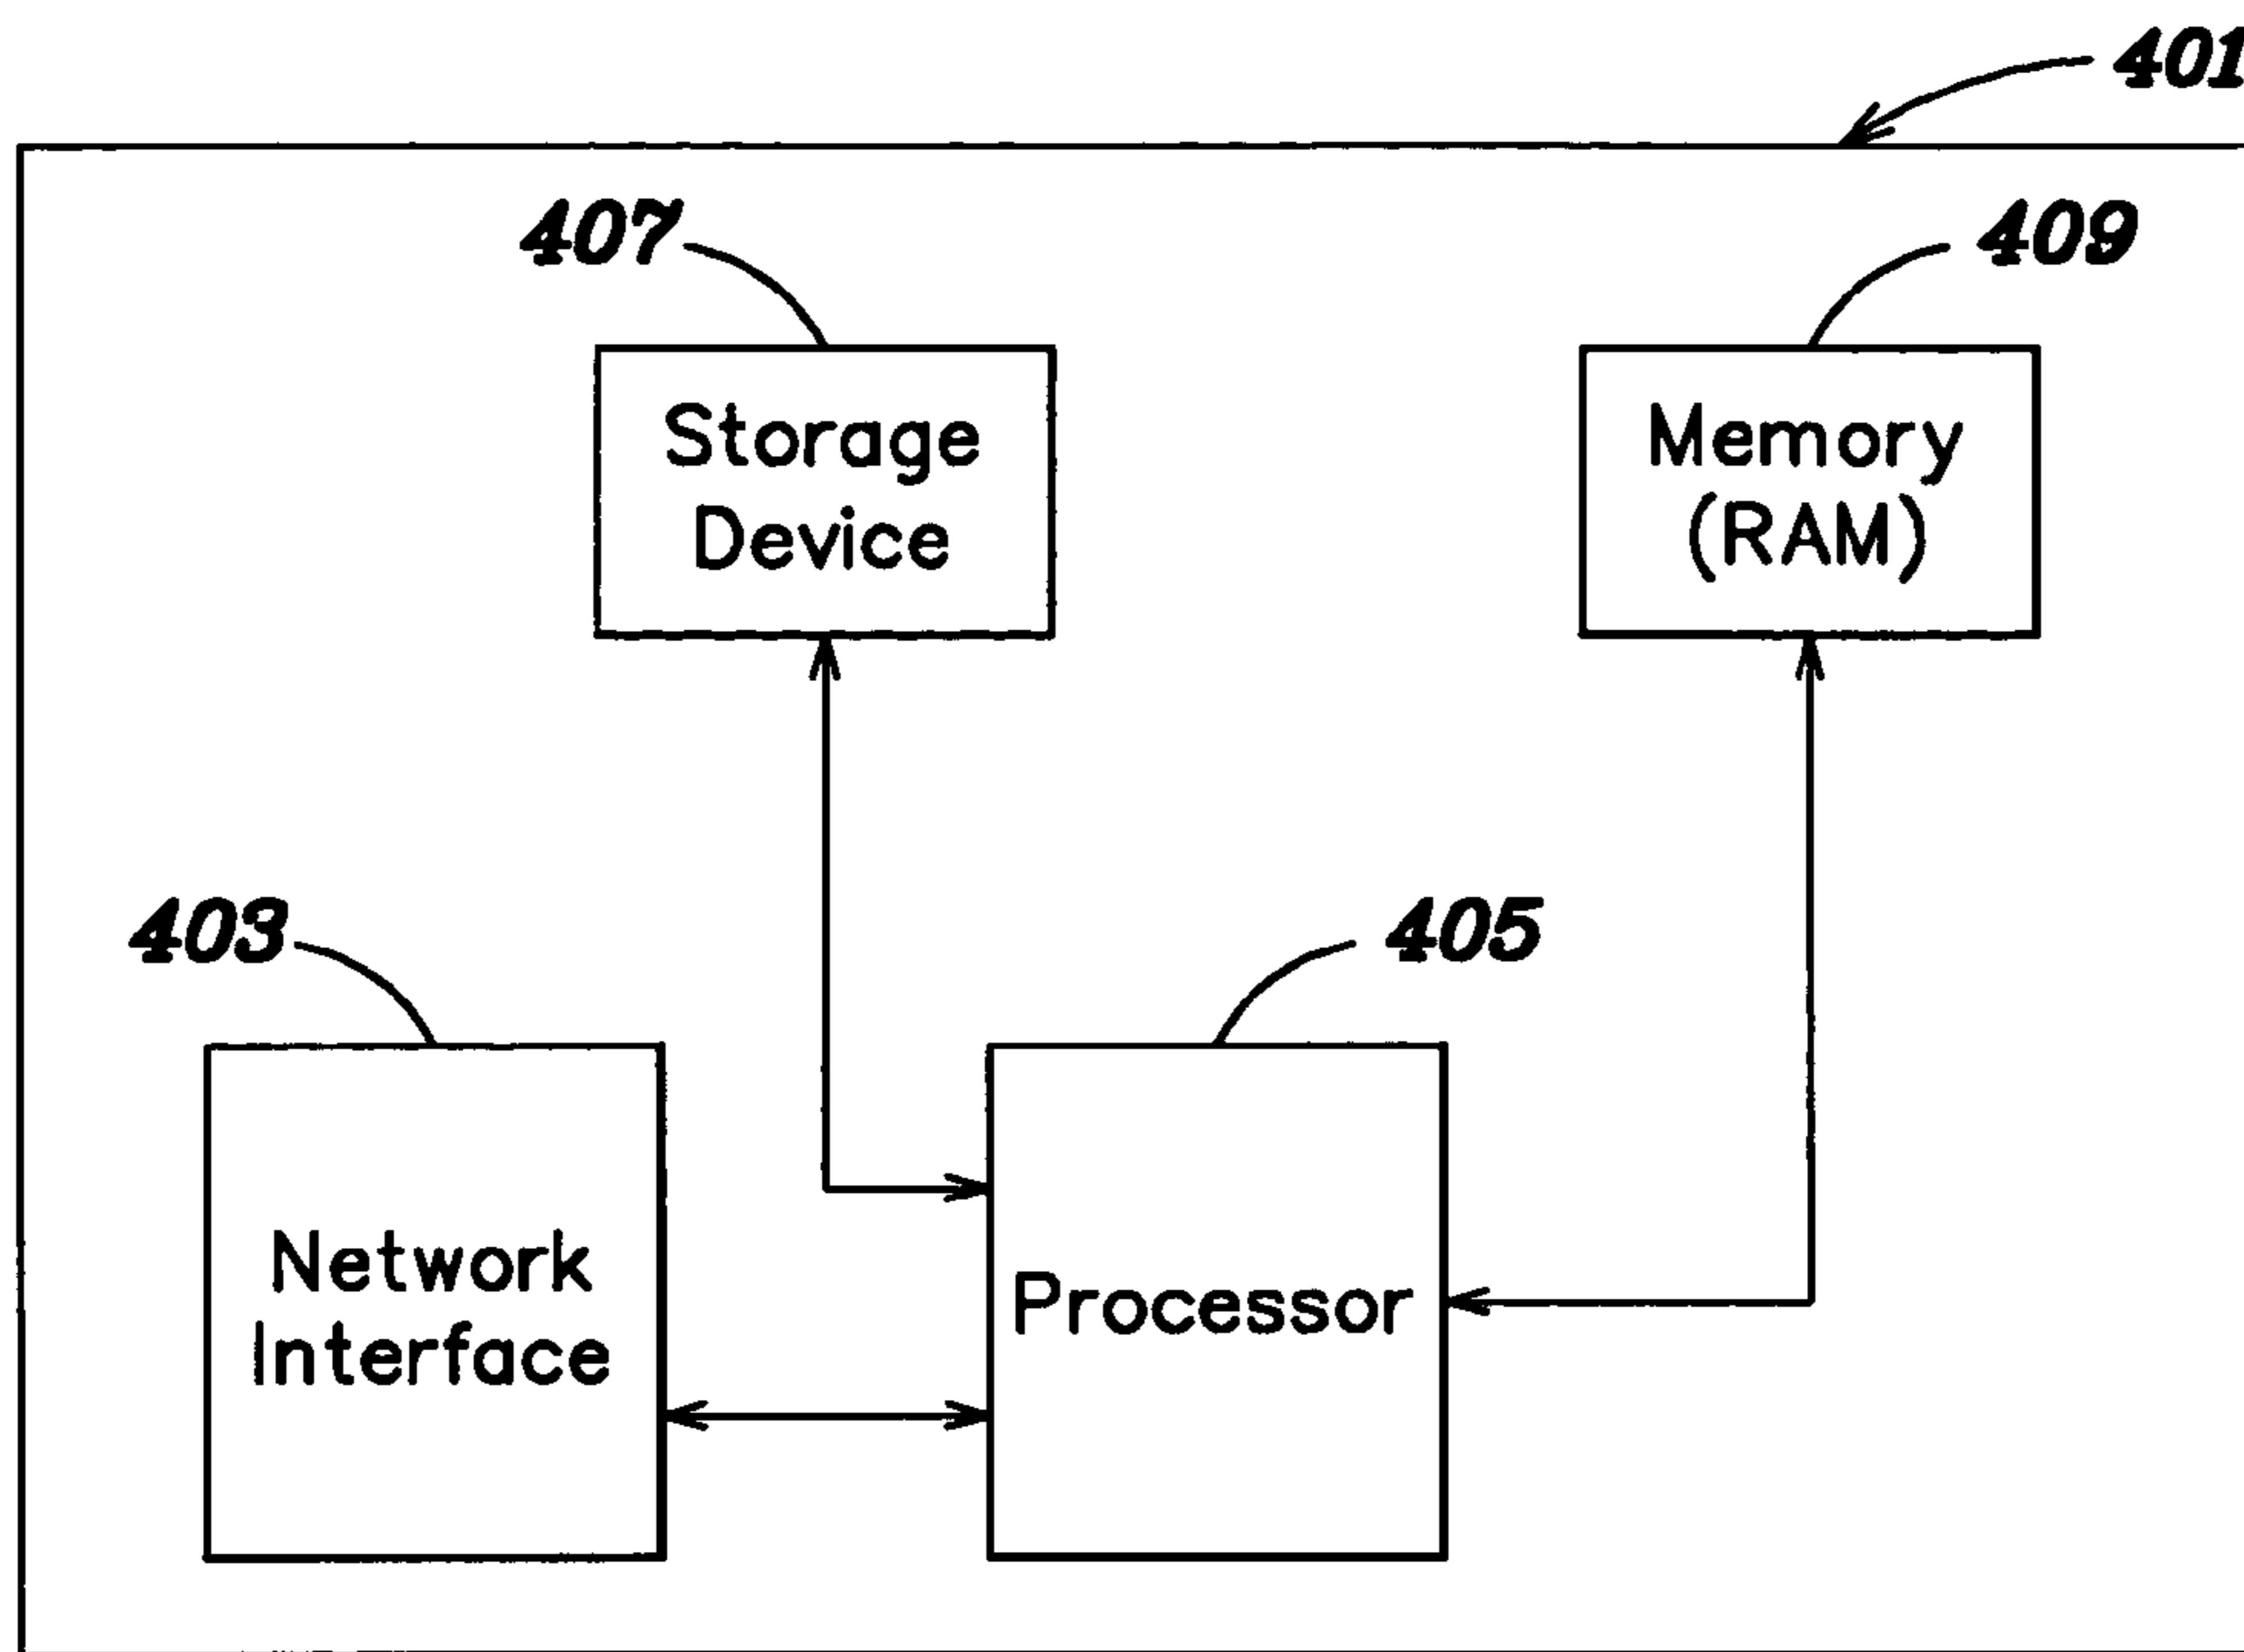 401
407
409
Storage
Device
Memory
(RAM)
403
405
Network
Interface
Processor